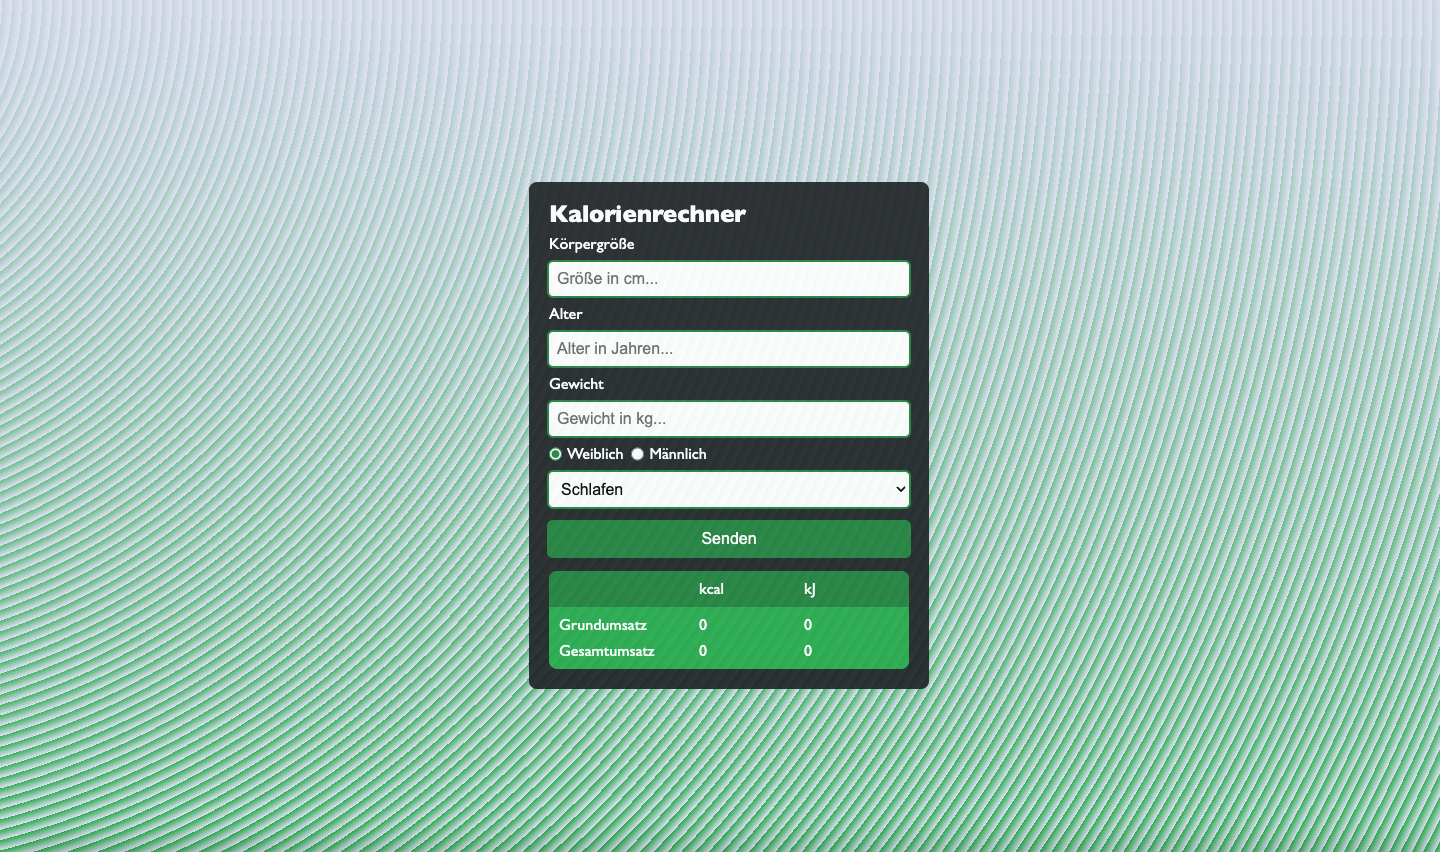 Kalorienrechner
Körpergröße
Größe in cm...
Alter
Alter in Jahren...
Gewicht
Gewicht in kg...
Weiblich Männlich
Schlafen
Senden
kcal kJ
Grundumsatz 0 0
Gesamtumsatz 0 0